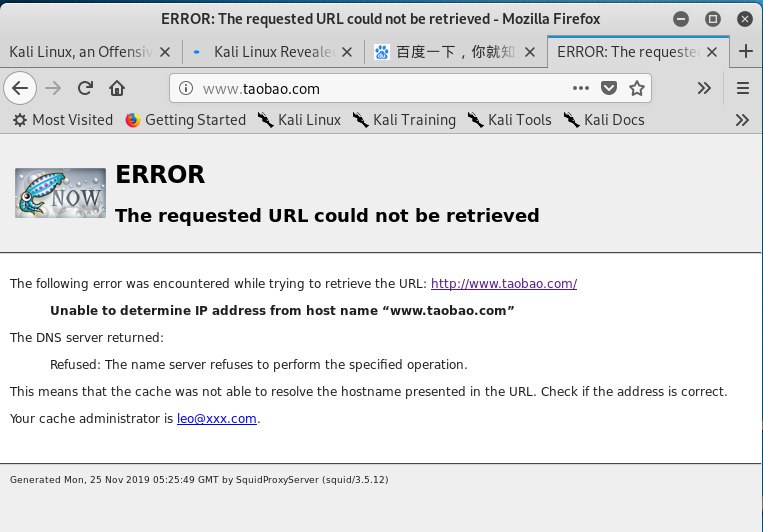 ERROR: The requested URL could not be retrieved - Mozilla Firefox
Kali Linux, an Offensiv
Kali Linux Revealed
百度一下，你就知
ERROR: The requeste
www.taobao.com
Most Visited
Getting Started
Kali Linux
Kali Training
Kali Tools
Kali Docs
NOW
ERROR
The requested URL could not be retrieved
The following error was encountered while trying to retrieve the URL: http://www.taobao.com/
Unable to determine IP address from host name “www.taobao.com”
The DNS server returned:
Refused: The name server refuses to perform the specified operation.
This means that the cache was not able to resolve the hostname presented in the URL. Check if the address is correct.
Your cache administrator is leo@xxx.com.
Generated Mon, 25 Nov 2019 05:25:49 GMT by SquidProxyServer (squid/3.5.12)